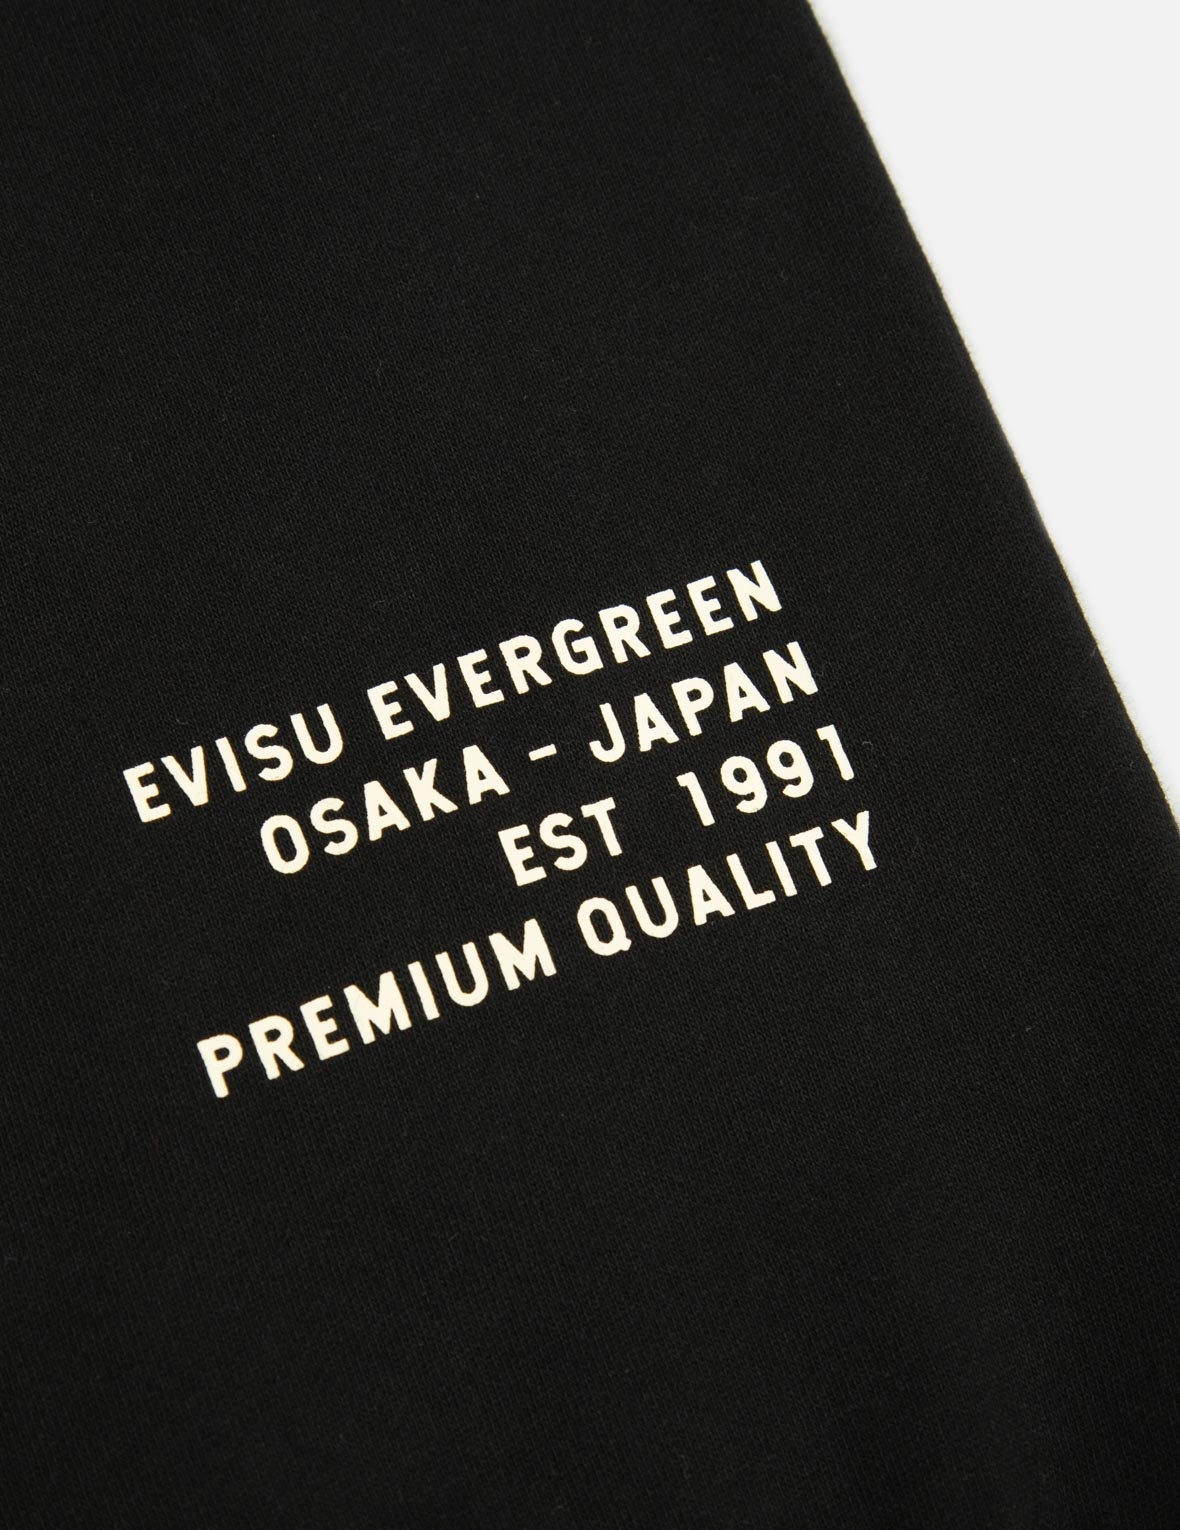 EVISU EVERGREEN
OSAKA - JAPAN
EST 1991
PREMIUM QUALITY